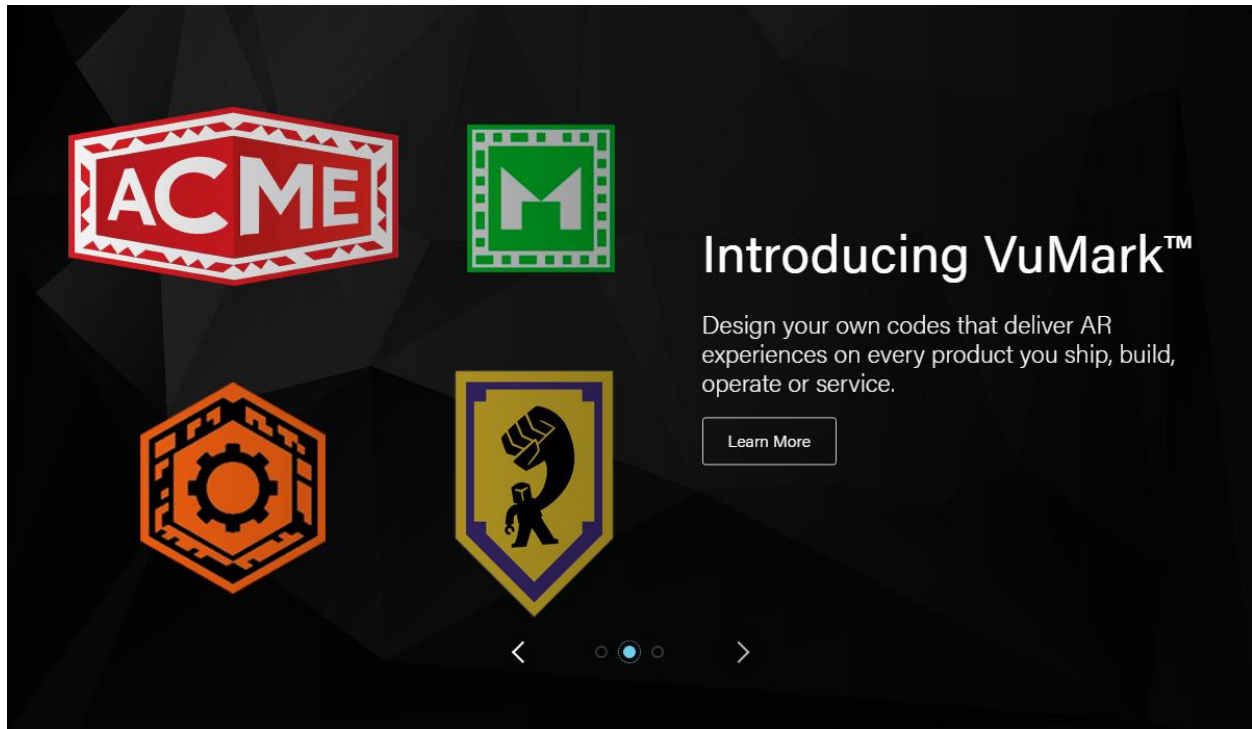 ACME
M
Introducing VuMark™
Design your own codes that deliver AR
experiences on every product you ship, build,
operate or service.
Learn More